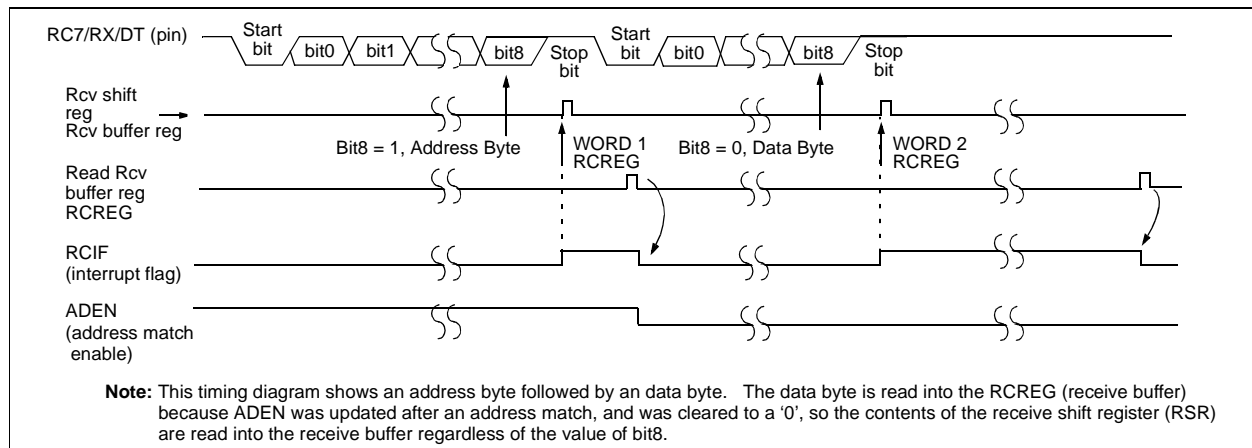 RC7/RX/DT (pin)
Start
bit
bit0
bit1
bit8
Stop
bit
Start
bit
bit0
bit8
Stop
bit
Rcv shift
reg
Rcv buffer reg
Bit8 = 1, Address Byte
WORD 1
RCREG
Bit8 = 0, Data Byte
WORD 2
RCREG
Read Rcv
buffer reg
RCREG
RCIF
(interrupt flag)
ADEN
(address match
enable)
Note: This timing diagram shows an address byte followed by an data byte. The data byte is read into the RCREG (receive buffer)
because ADEN was updated after an address match, and was cleared to a ‘0’, so the contents of the receive shift register (RSR)
are read into the receive buffer regardless of the value of bit8.